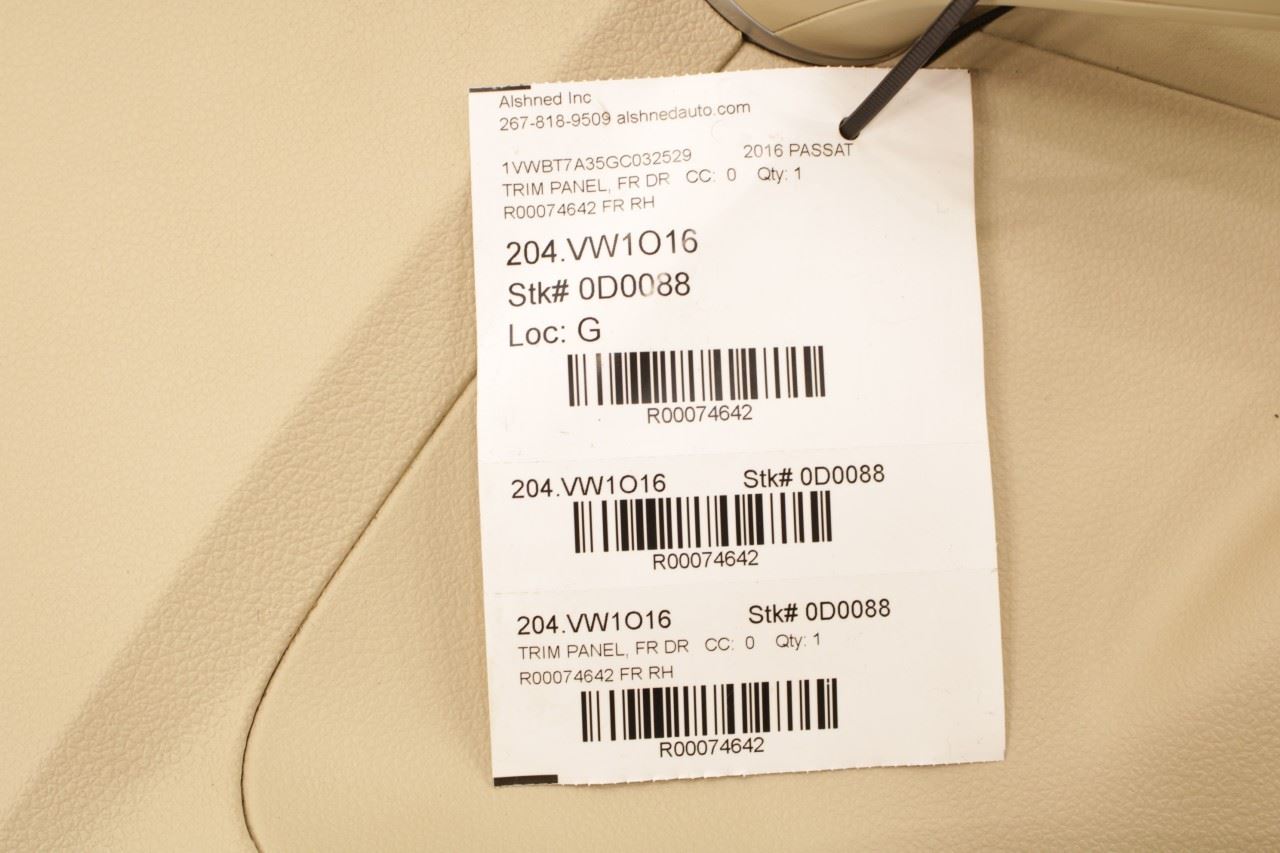 Alshned Inc
267-818-9509 alshnedauto.com
1VWBT7A35GC032529 2016 PASSAT
TRIM PANEL, FR DR CC: 0 Qty: 1
R00074642 FR RH
204.VW1O16
Stk# 0D0088
Loc: G
R00074642
204.VW1O16 Stk# 0D0088
R00074642
204.VW1O16 Stk# 0D0088
TRIM PANEL, FR DR CC: 0 Qty: 1
R00074642 FR RH
R00074642